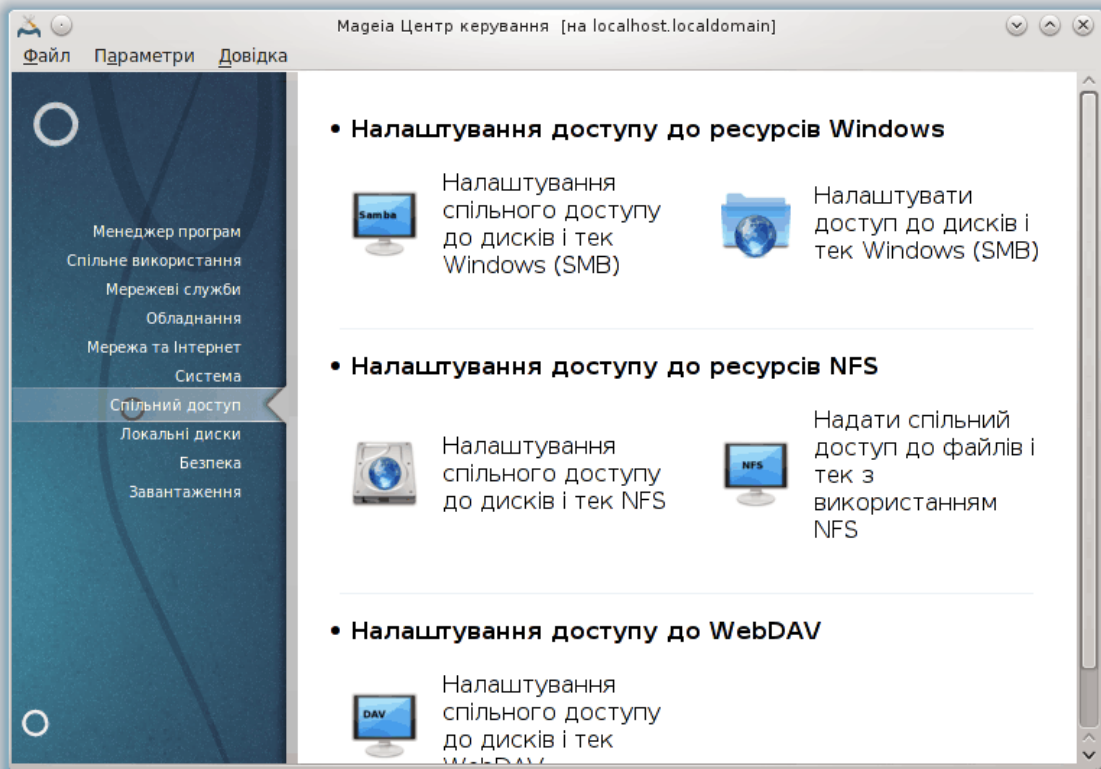 Mageia Центр керування [на localhost.localdomain]
Файл Параметри Довідка
Менеджер програм
Спільне використання
Мережеві служби
Обладнання
Мережа та Інтернет
Система
Спільний доступ
Локальні диски
Безпека
Завантаження
• Налаштування доступу до ресурсів Windows
Samba
Налаштування
спільного доступу
до дисків і тек
Windows (SMB)
Налаштувати
доступ до дисків і
тек Windows (SMB)
• Налаштування доступу до ресурсів NFS
Налаштування
спільного доступу
до дисків і тек NFS
NFS
Надати спільний
доступ до файлів і
тек з
використанням
NFS
• Налаштування доступу до WebDAV
DAV
Налаштування
спільного доступу
до дисків і тек
WebDAV